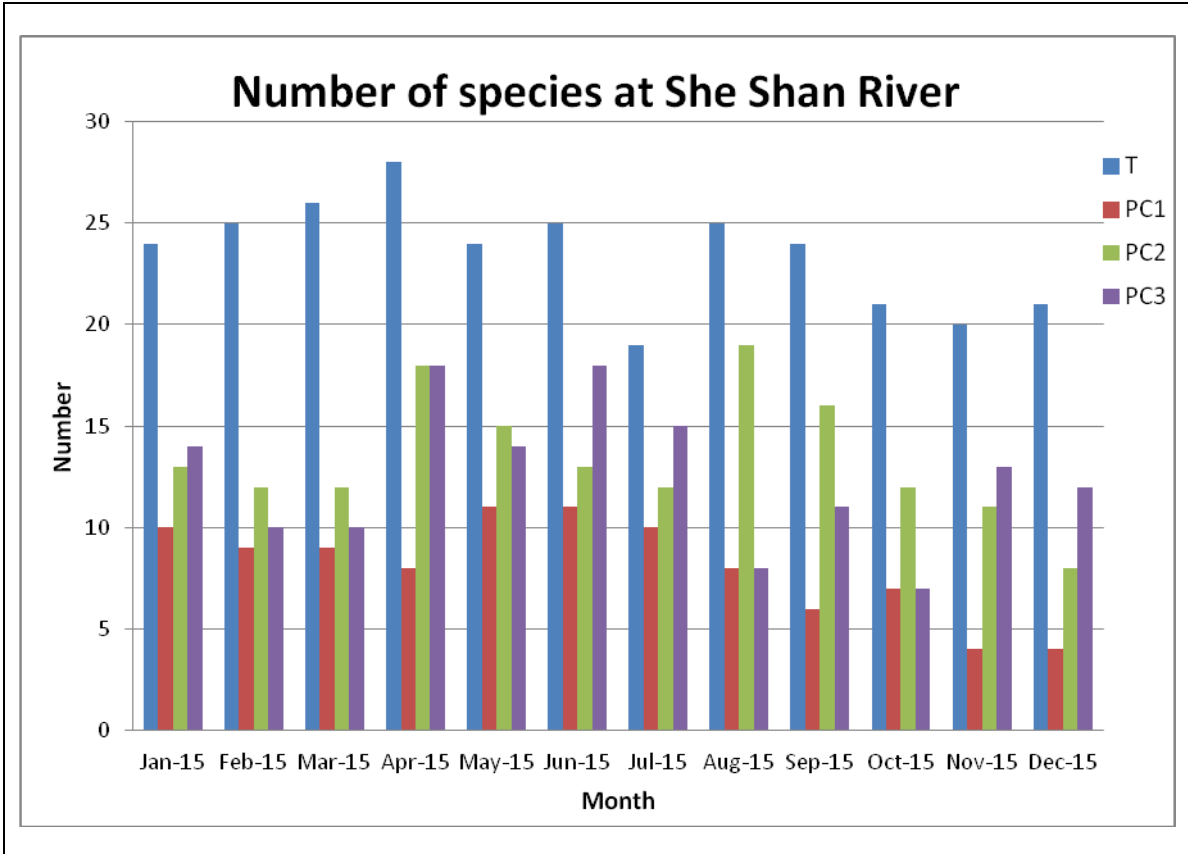 Number of species at She Shan River
30
25
20
15
10
5
0
Number
T
PC1
PC2
PC3
Jan-15 Feb-15 Mar-15 Apr-15 May-15 Jun-15 Jul-15 Aug-15 Sep-15 Oct-15 Nov-15 Dec-15
Month